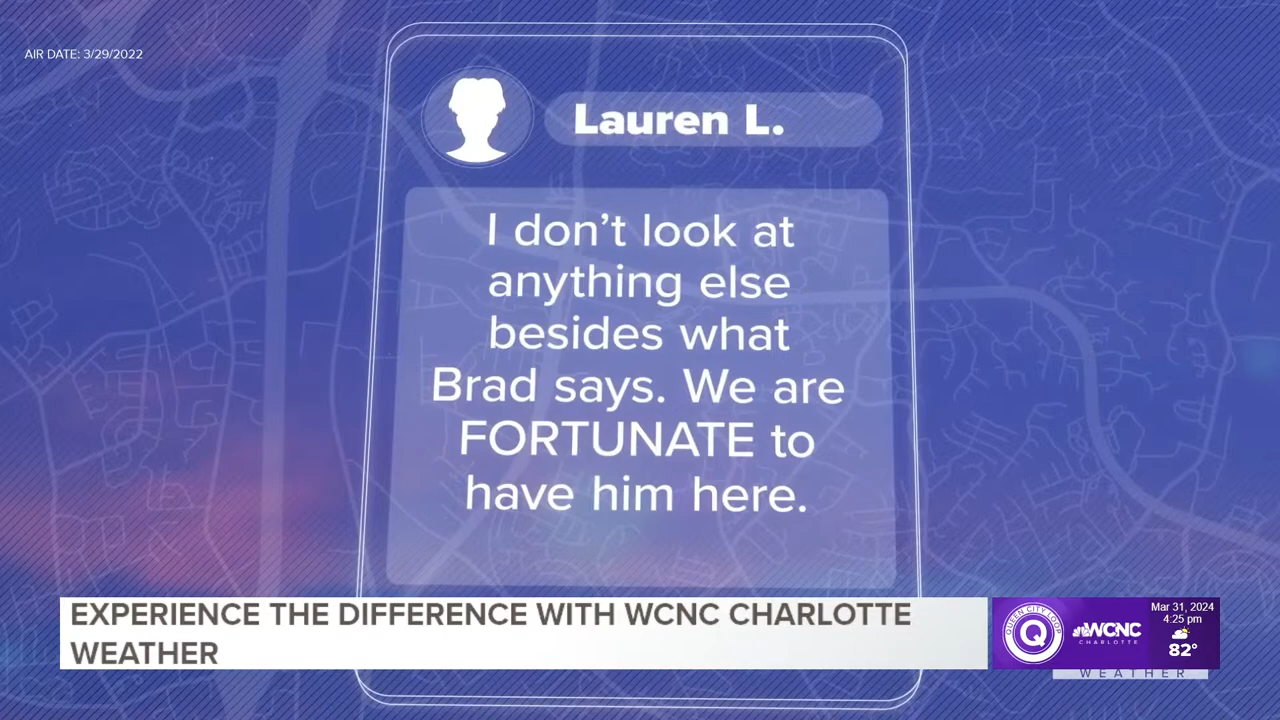 AIR DATE: 3/29/2022
Lauren L.
I don't look at
anything else
besides what
Brad says. We are
FORTUNATE to
have him here.
EXPERIENCE THE DIFFERENCE WITH WCNC CHARLOTTE
WEATHER
QUEEN CITY LOOP
Q
WCNC
CHARLOTTE
Mar 31, 2024
4:25 pm
82°
WEATHER